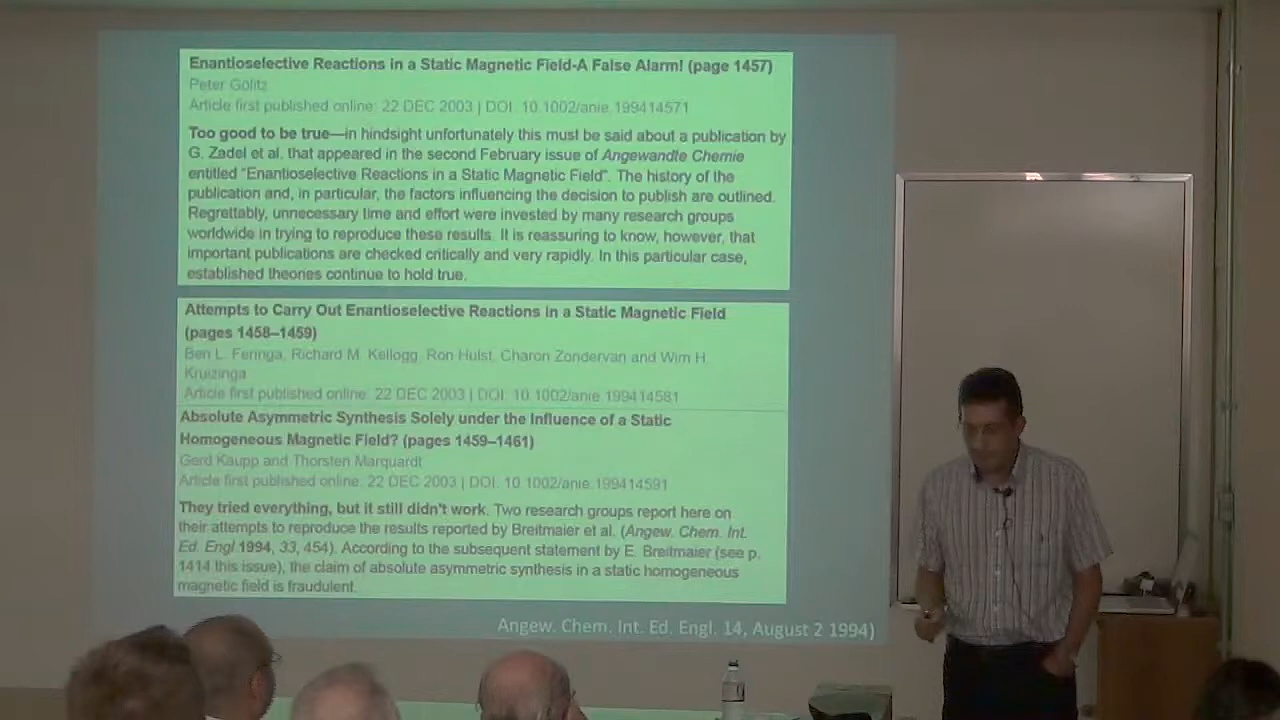 Enantioselective Reactions in a Static Magnetic Field-A False Alarm! (page 1457)
Peter Gölitz
Article first published online: 22 DEC 2003 | DOI: 10.1002/anie.199414571
Too good to be true—in hindsight unfortunately this must be said about a publication by
G. Zadel et al. that appeared in the second February issue of Angewandte Chemie
entitled "Enantioselective Reactions in a Static Magnetic Field". The history of the
publication and, in particular, the factors influencing the decision to publish are outlined.
Regrettably, unnecessary time and effort were invested by many research groups
worldwide in trying to reproduce these results. It is reassuring to know, however, that
important publications are checked critically and very rapidly. In this particular case,
established theories continue to hold true.
Attempts to Carry Out Enantioselective Reactions in a Static Magnetic Field
(pages 1458–1459)
Ben L. Feringa, Richard M. Kellogg, Ron Hulst, Charon Zondervan and Wim H.
Kruizinga
Article first published online: 22 DEC 2003 | DOI: 10.1002/anie.199414581
Absolute Asymmetric Synthesis Solely under the Influence of a Static
Homogeneous Magnetic Field? (pages 1459–1461)
Gerd Kaupp and Thorsten Marquardt
Article first published online: 22 DEC 2003 | DOI: 10.1002/anie.199414591
They tried everything, but it still didn't work. Two research groups report here on
their attempts to reproduce the results reported by Breitmaier et al. (Angew. Chem. Int.
Ed. Engl 1994, 33, 454). According to the subsequent statement by E. Breitmaier (see p.
1414 this issue), the claim of absolute asymmetric synthesis in a static homogeneous
magnetic field is fraudulent.
Angew. Chem. Int. Ed. Engl. 14, August 2 1994)